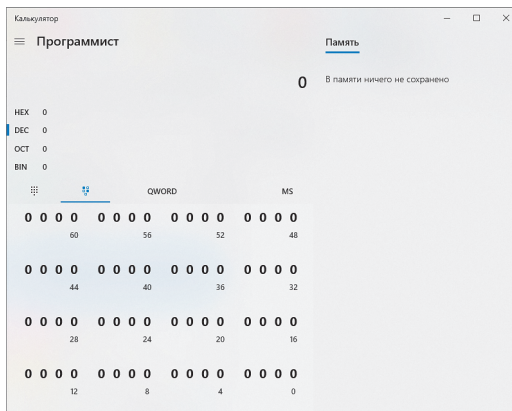 Калькулятор
Программист
Память
0
В памяти ничего не сохранено
HEX 0
DEC 0
OCT 0
BIN 0
QWORD MS
0 0 0 0 0 0 0 0 0 0 0 0 0 0 0 0
60 56 52 48
0 0 0 0 0 0 0 0 0 0 0 0 0 0 0 0
44 40 36 32
0 0 0 0 0 0 0 0 0 0 0 0 0 0 0 0
28 24 20 16
0 0 0 0 0 0 0 0 0 0 0 0 0 0 0 0
12 8 4 0